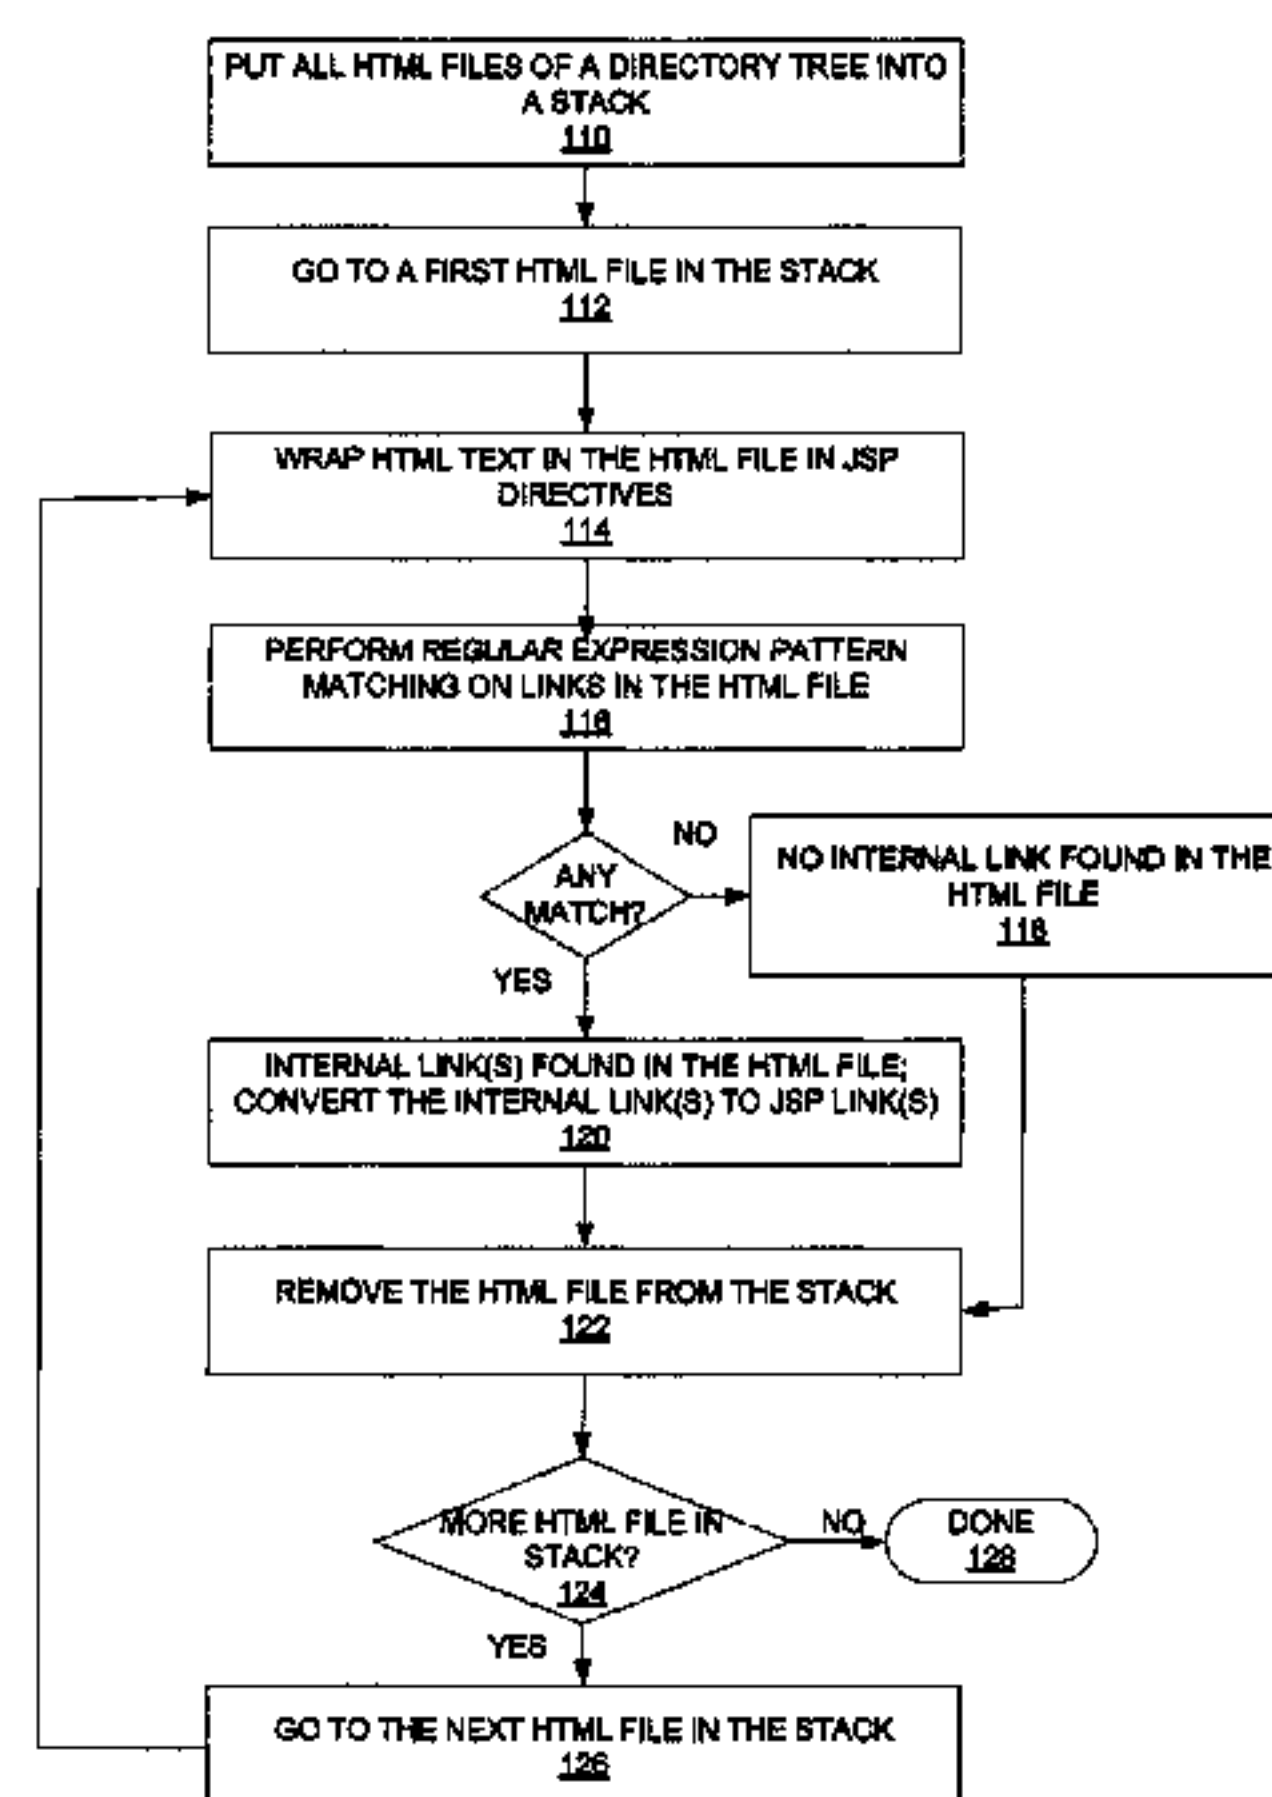 PUT ALL HTML FILES OF A DIRECTORY TREE INTO
A STACK
110
GO TO A FIRST HTML FILE IN THE STACK
112
WRAP HTML TEXT IN THE HTML FILE IN JSP
DIRECTIVES
114
PERFORM REGULAR EXPRESSION PATTERN
MATCHING ON LINKS IN THE HTML FILE
116
ANY
MATCH?
NO
NO INTERNAL LINK FOUND IN THE
HTML FILE
118
YES
INTERNAL LINK(S) FOUND IN THE HTML FILE;
CONVERT THE INTERNAL LINK(S) TO JSP LINK(S)
120
REMOVE THE HTML FILE FROM THE STACK
122
MORE HTML FILE IN
STACK?
124
NO
DONE
128
YES
GO TO THE NEXT HTML FILE IN THE STACK
126